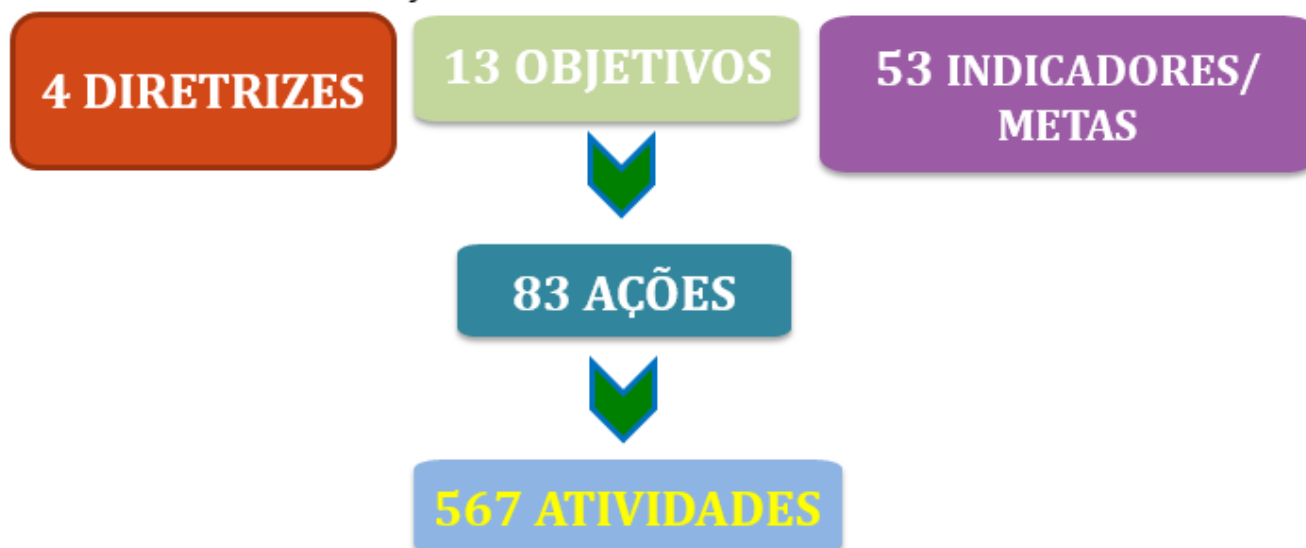 4 DIRETRIZES
13 OBJETIVOS
53 INDICADORES/
METAS
83 AÇÕES
567 ATIVIDADES